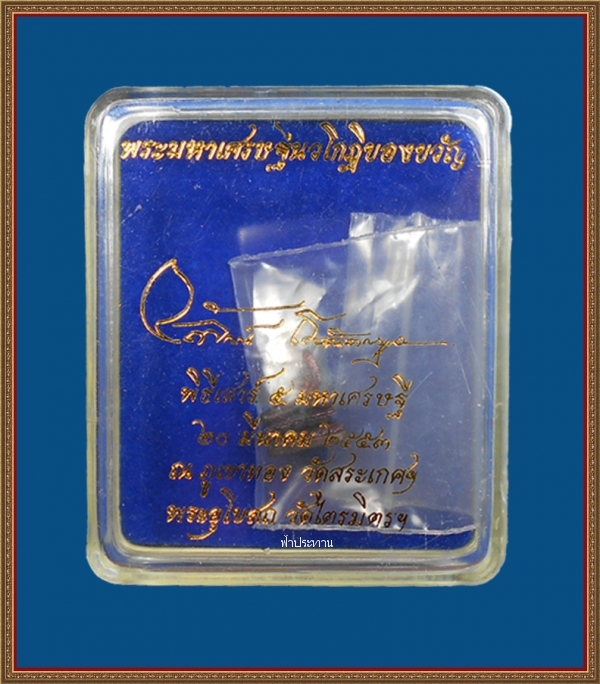 พระมหาเศรษฐีนวโกฏิของขวัญ
พิธีเสาร์ ๕ มหาเศรษฐี
๒๐ มีนาคม ๒๕๕๓
ณ ภูเขาทอง วัดสระเกศฯ
พระอุโบสถ วัดไตรมิตรฯ
ฟ้าประทาน